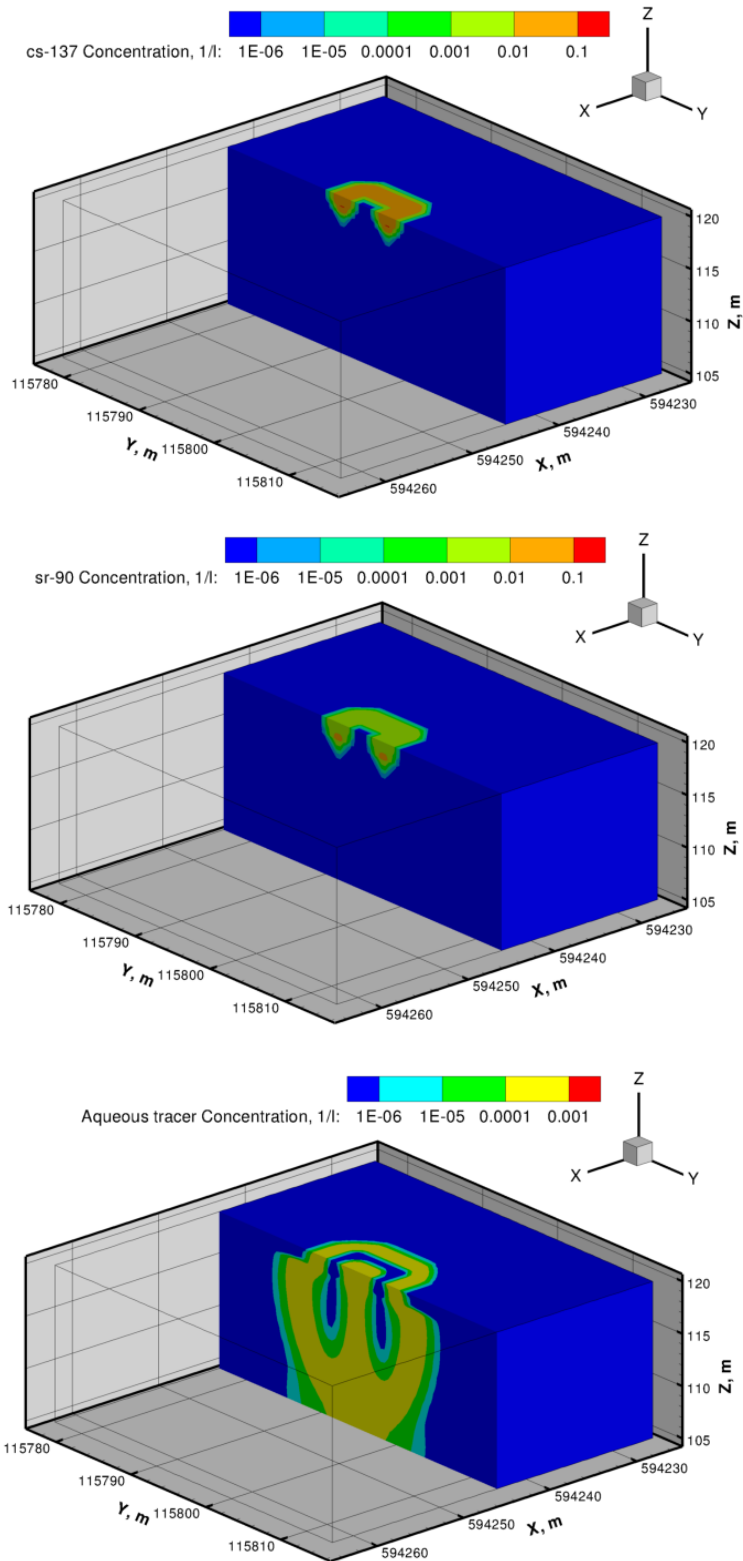 cs-137 Concentration, 1/l: 1E-06 1E-05 0.0001 0.001 0.01 0.1
Z
X
Y
120
115
110
105
Z, m
115780
115790
115800
115810
Y, m
594230
594240
594250
594260
X, m
sr-90 Concentration, 1/l: 1E-06 1E-05 0.0001 0.001 0.01 0.1
Z
X
Y
120
115
110
105
Z, m
115780
115790
115800
115810
Y, m
594230
594240
594250
594260
X, m
Aqueous tracer Concentration, 1/l: 1E-06 1E-05 0.0001 0.001
Z
X
Y
120
115
110
105
Z, m
115780
115790
115800
115810
Y, m
594230
594240
594250
594260
X, m